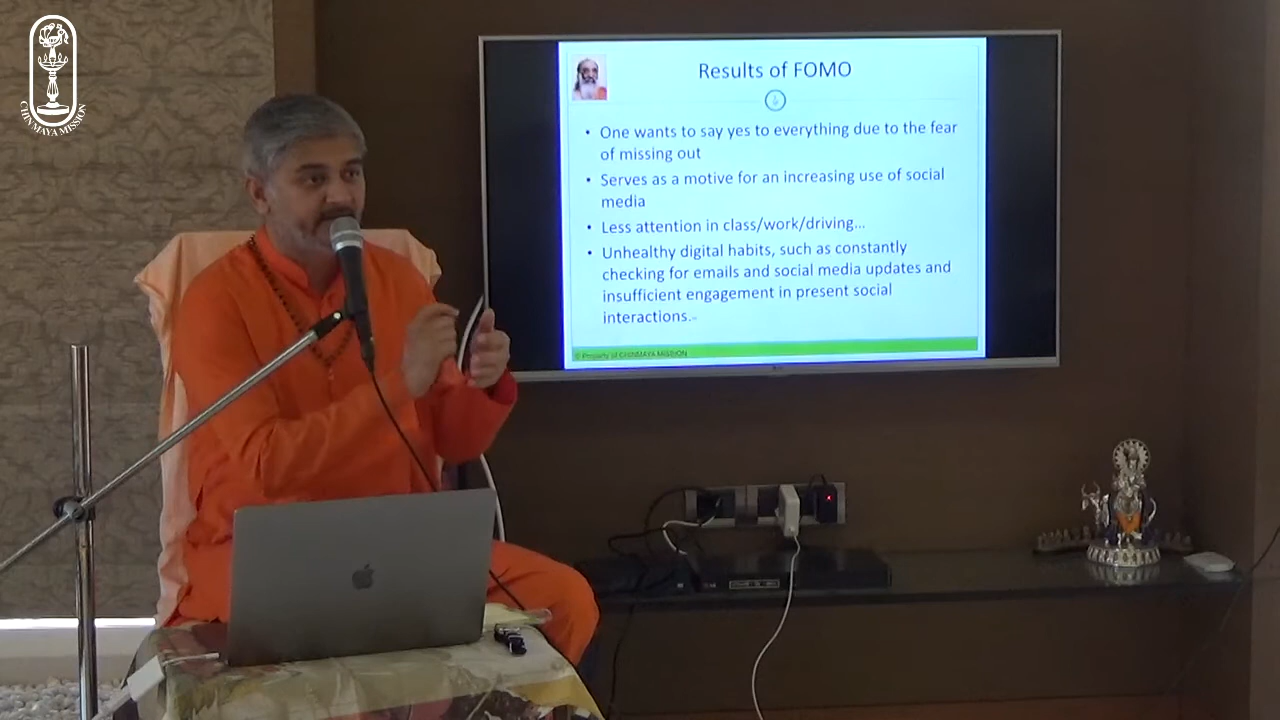 CHINMAYA MISSION
Results of FOMO
• One wants to say yes to everything due to the fear
of missing out
• Serves as a motive for an increasing use of social
media
• Less attention in class/work/driving...
• Unhealthy digital habits, such as constantly
checking for emails and social media updates and
insufficient engagement in present social
interactions.
© Property of CHINMAYA MISSION